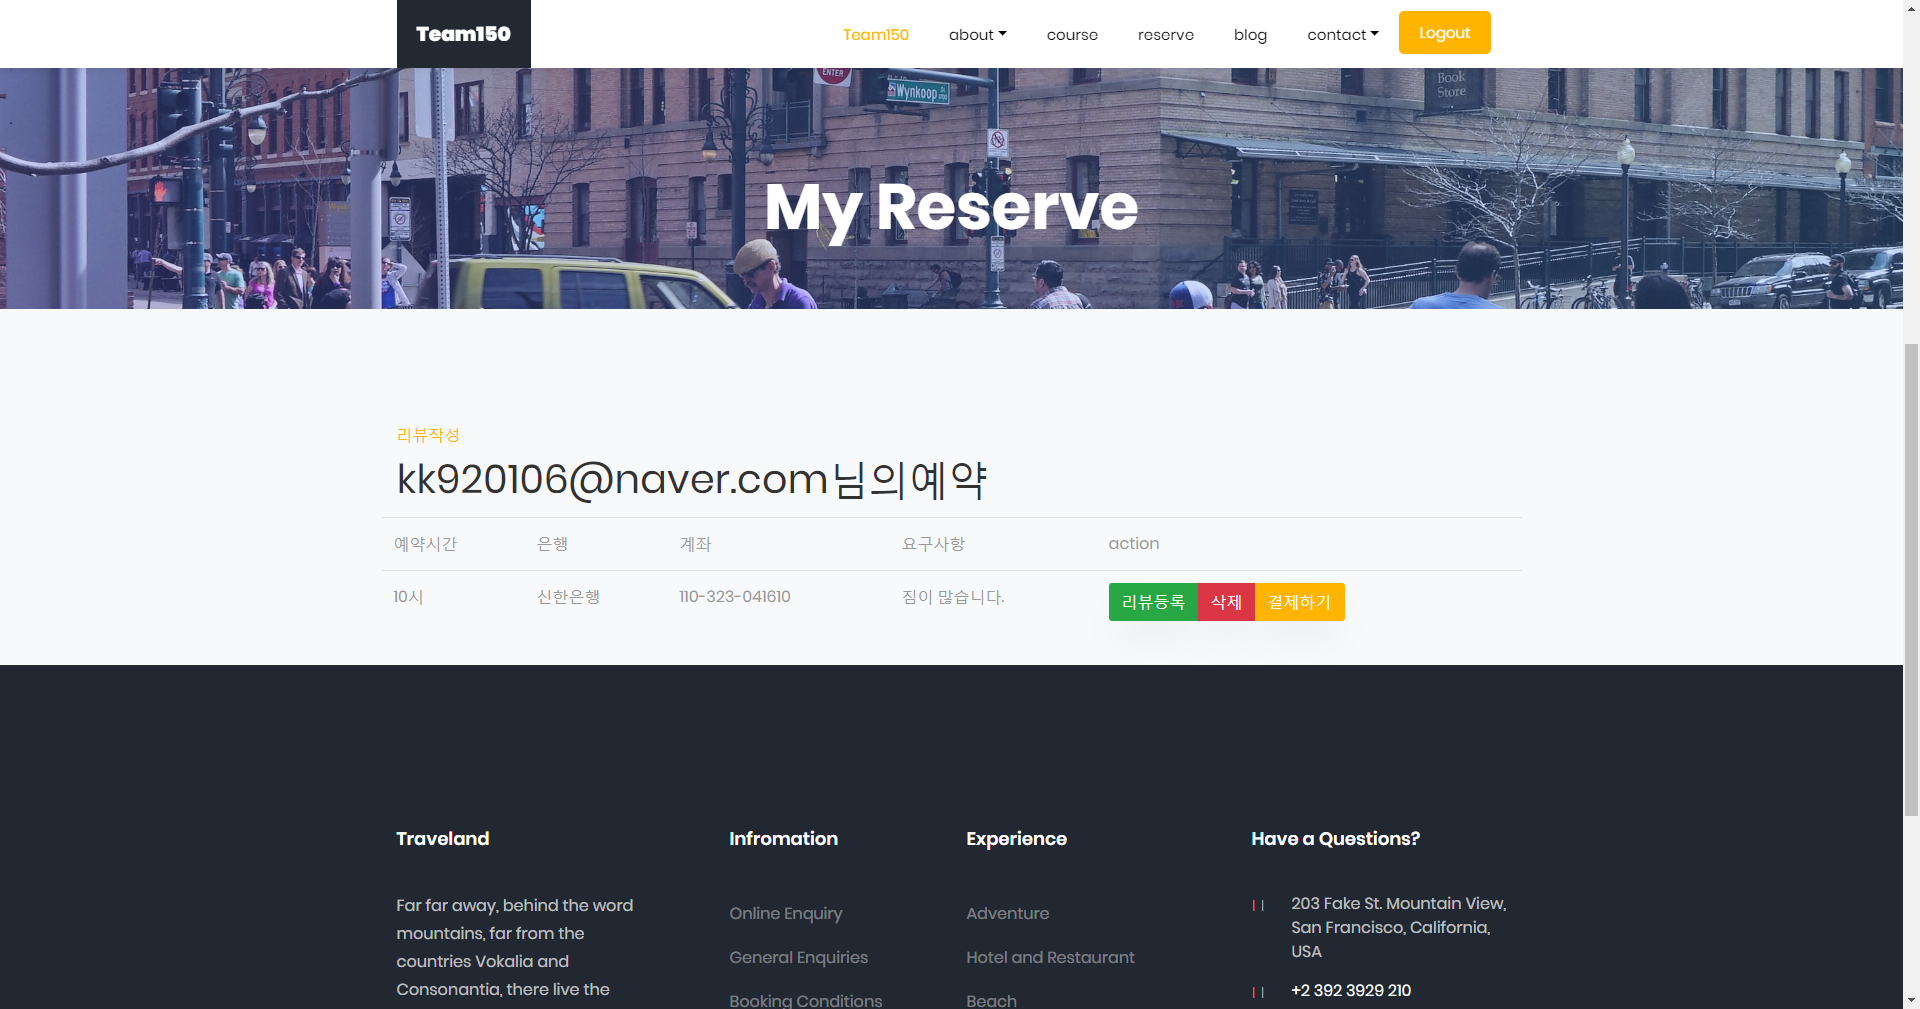 Team150
Team150 about course reserve blog contact Logout
ENTER
Wynkoop St
Book
Store
My Reserve
리뷰작성
kk920106@naver.com님의예약
예약시간 은행 계좌 요구사항 action
10시 신한은행 110-323-041610 짐이 많습니다. 리뷰등록 삭제 결제하기
Traveland Infromation Experience Have a Questions?
Far far away, behind the word
mountains, far from the
countries Vokalia and
Consonantia, there live the
Online Enquiry
General Enquiries
Booking Conditions
Adventure
Hotel and Restaurant
Beach
203 Fake St. Mountain View,
San Francisco, California,
USA
+2 392 3929 210